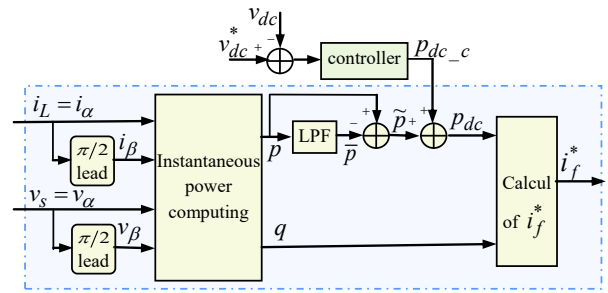 v_dc
v*_dc + −
controller
p_dc_c
i_L = i_α
π/2
lead
i_β
v_s = v_α
π/2
lead
v_β
Instantaneous
power
computing
p
LPF
p̄
− +
p̃ + +
p_dc
q
Calcul
of i*_f
i*_f